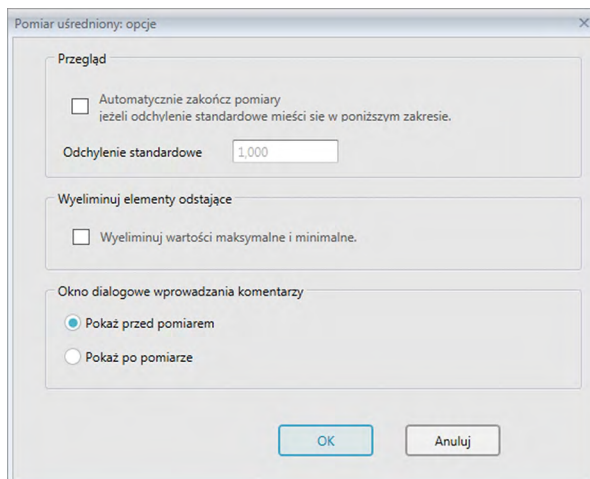 Pomiar uśredniony: opcje
Przegląd
Automatycznie zakończ pomiary
jeżeli odchylenie standardowe mieści sie w poniższym zakresie.
Odchylenie standardowe 1,000
Wyeliminuj elementy odstające
Wyeliminuj wartości maksymalne i minimalne.
Okno dialogowe wprowadzania komentarzy
Pokaż przed pomiarem
Pokaż po pomiarze
OK Anuluj